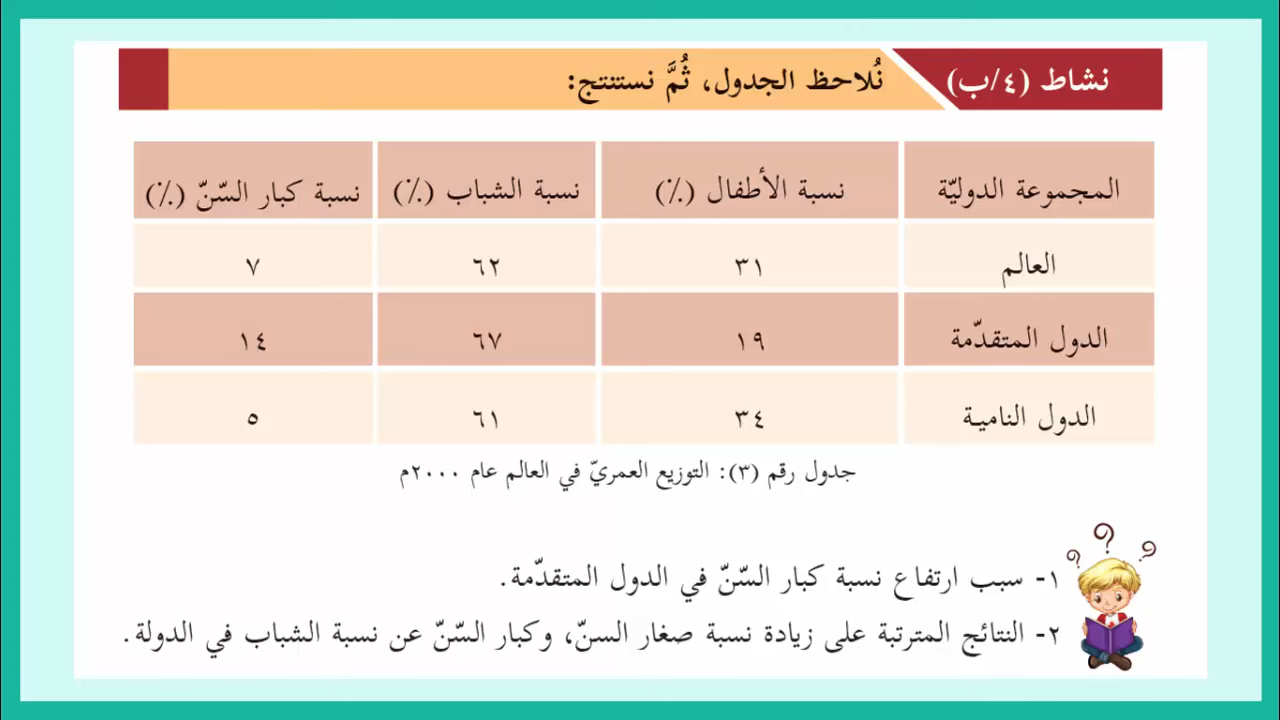 نشاط (٤/ب) نُلاحظ الجدول، ثُمَّ نستنتج:
المجموعة الدوليّة نسبة الأطفال (٪) نسبة الشباب (٪) نسبة كبار السّنّ (٪)
العالم ٣١ ٦٢ ٧
الدول المتقدّمة ١٩ ٦٧ ١٤
الدول النامية ٣٤ ٦١ ٥
جدول رقم (٣): التوزيع العمريّ في العالم عام ٢٠٠٠م
١- سبب ارتفاع نسبة كبار السّنّ في الدول المتقدّمة.
٢- النتائج المترتبة على زيادة نسبة صغار السنّ، وكبار السّنّ عن نسبة الشباب في الدولة.